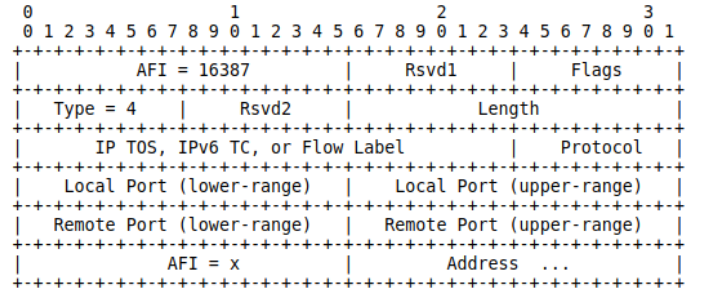 0                   1                   2                   3
 0 1 2 3 4 5 6 7 8 9 0 1 2 3 4 5 6 7 8 9 0 1 2 3 4 5 6 7 8 9 0 1
+-+-+-+-+-+-+-+-+-+-+-+-+-+-+-+-+-+-+-+-+-+-+-+-+-+-+-+-+-+-+-+-+
|           AFI = 16387         |     Rsvd1     |     Flags     |
+-+-+-+-+-+-+-+-+-+-+-+-+-+-+-+-+-+-+-+-+-+-+-+-+-+-+-+-+-+-+-+-+
|   Type = 4    |     Rsvd2     |            Length             |
+-+-+-+-+-+-+-+-+-+-+-+-+-+-+-+-+-+-+-+-+-+-+-+-+-+-+-+-+-+-+-+-+
|       IP TOS, IPv6 TC, or Flow Label          |    Protocol   |
+-+-+-+-+-+-+-+-+-+-+-+-+-+-+-+-+-+-+-+-+-+-+-+-+-+-+-+-+-+-+-+-+
|    Local Port (lower-range)   |    Local Port (upper-range)   |
+-+-+-+-+-+-+-+-+-+-+-+-+-+-+-+-+-+-+-+-+-+-+-+-+-+-+-+-+-+-+-+-+
|   Remote Port (lower-range)   |   Remote Port (upper-range)   |
+-+-+-+-+-+-+-+-+-+-+-+-+-+-+-+-+-+-+-+-+-+-+-+-+-+-+-+-+-+-+-+-+
|              AFI = x          |         Address  ...          |
+-+-+-+-+-+-+-+-+-+-+-+-+-+-+-+-+-+-+-+-+-+-+-+-+-+-+-+-+-+-+-+-+